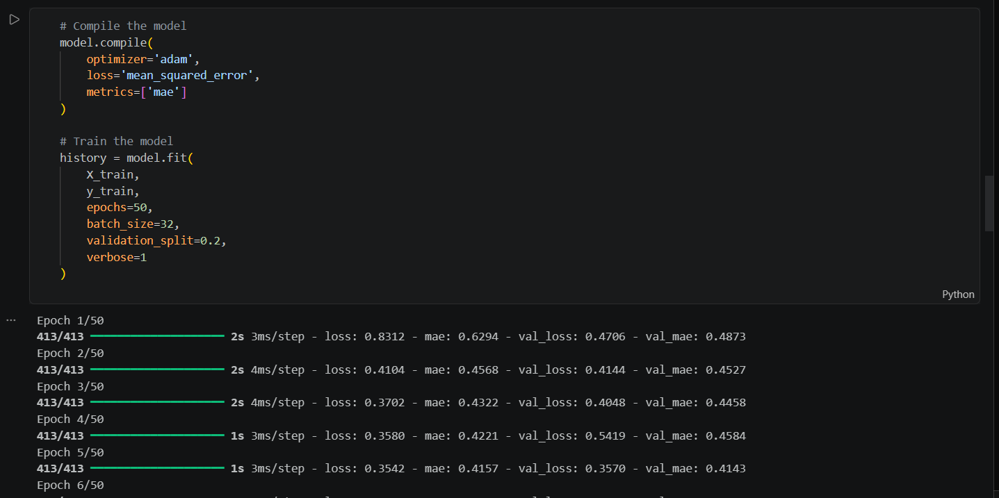 # Compile the model
model.compile(
    optimizer='adam',
    loss='mean_squared_error',
    metrics=['mae']
)

# Train the model
history = model.fit(
    X_train,
    y_train,
    epochs=50,
    batch_size=32,
    validation_split=0.2,
    verbose=1
)
Python
Epoch 1/50
413/413 2s 3ms/step - loss: 0.8312 - mae: 0.6294 - val_loss: 0.4706 - val_mae: 0.4873
Epoch 2/50
413/413 2s 4ms/step - loss: 0.4104 - mae: 0.4568 - val_loss: 0.4144 - val_mae: 0.4527
Epoch 3/50
413/413 2s 4ms/step - loss: 0.3702 - mae: 0.4322 - val_loss: 0.4048 - val_mae: 0.4458
Epoch 4/50
413/413 1s 3ms/step - loss: 0.3580 - mae: 0.4221 - val_loss: 0.5419 - val_mae: 0.4584
Epoch 5/50
413/413 1s 3ms/step - loss: 0.3542 - mae: 0.4157 - val_loss: 0.3570 - val_mae: 0.4143
Epoch 6/50